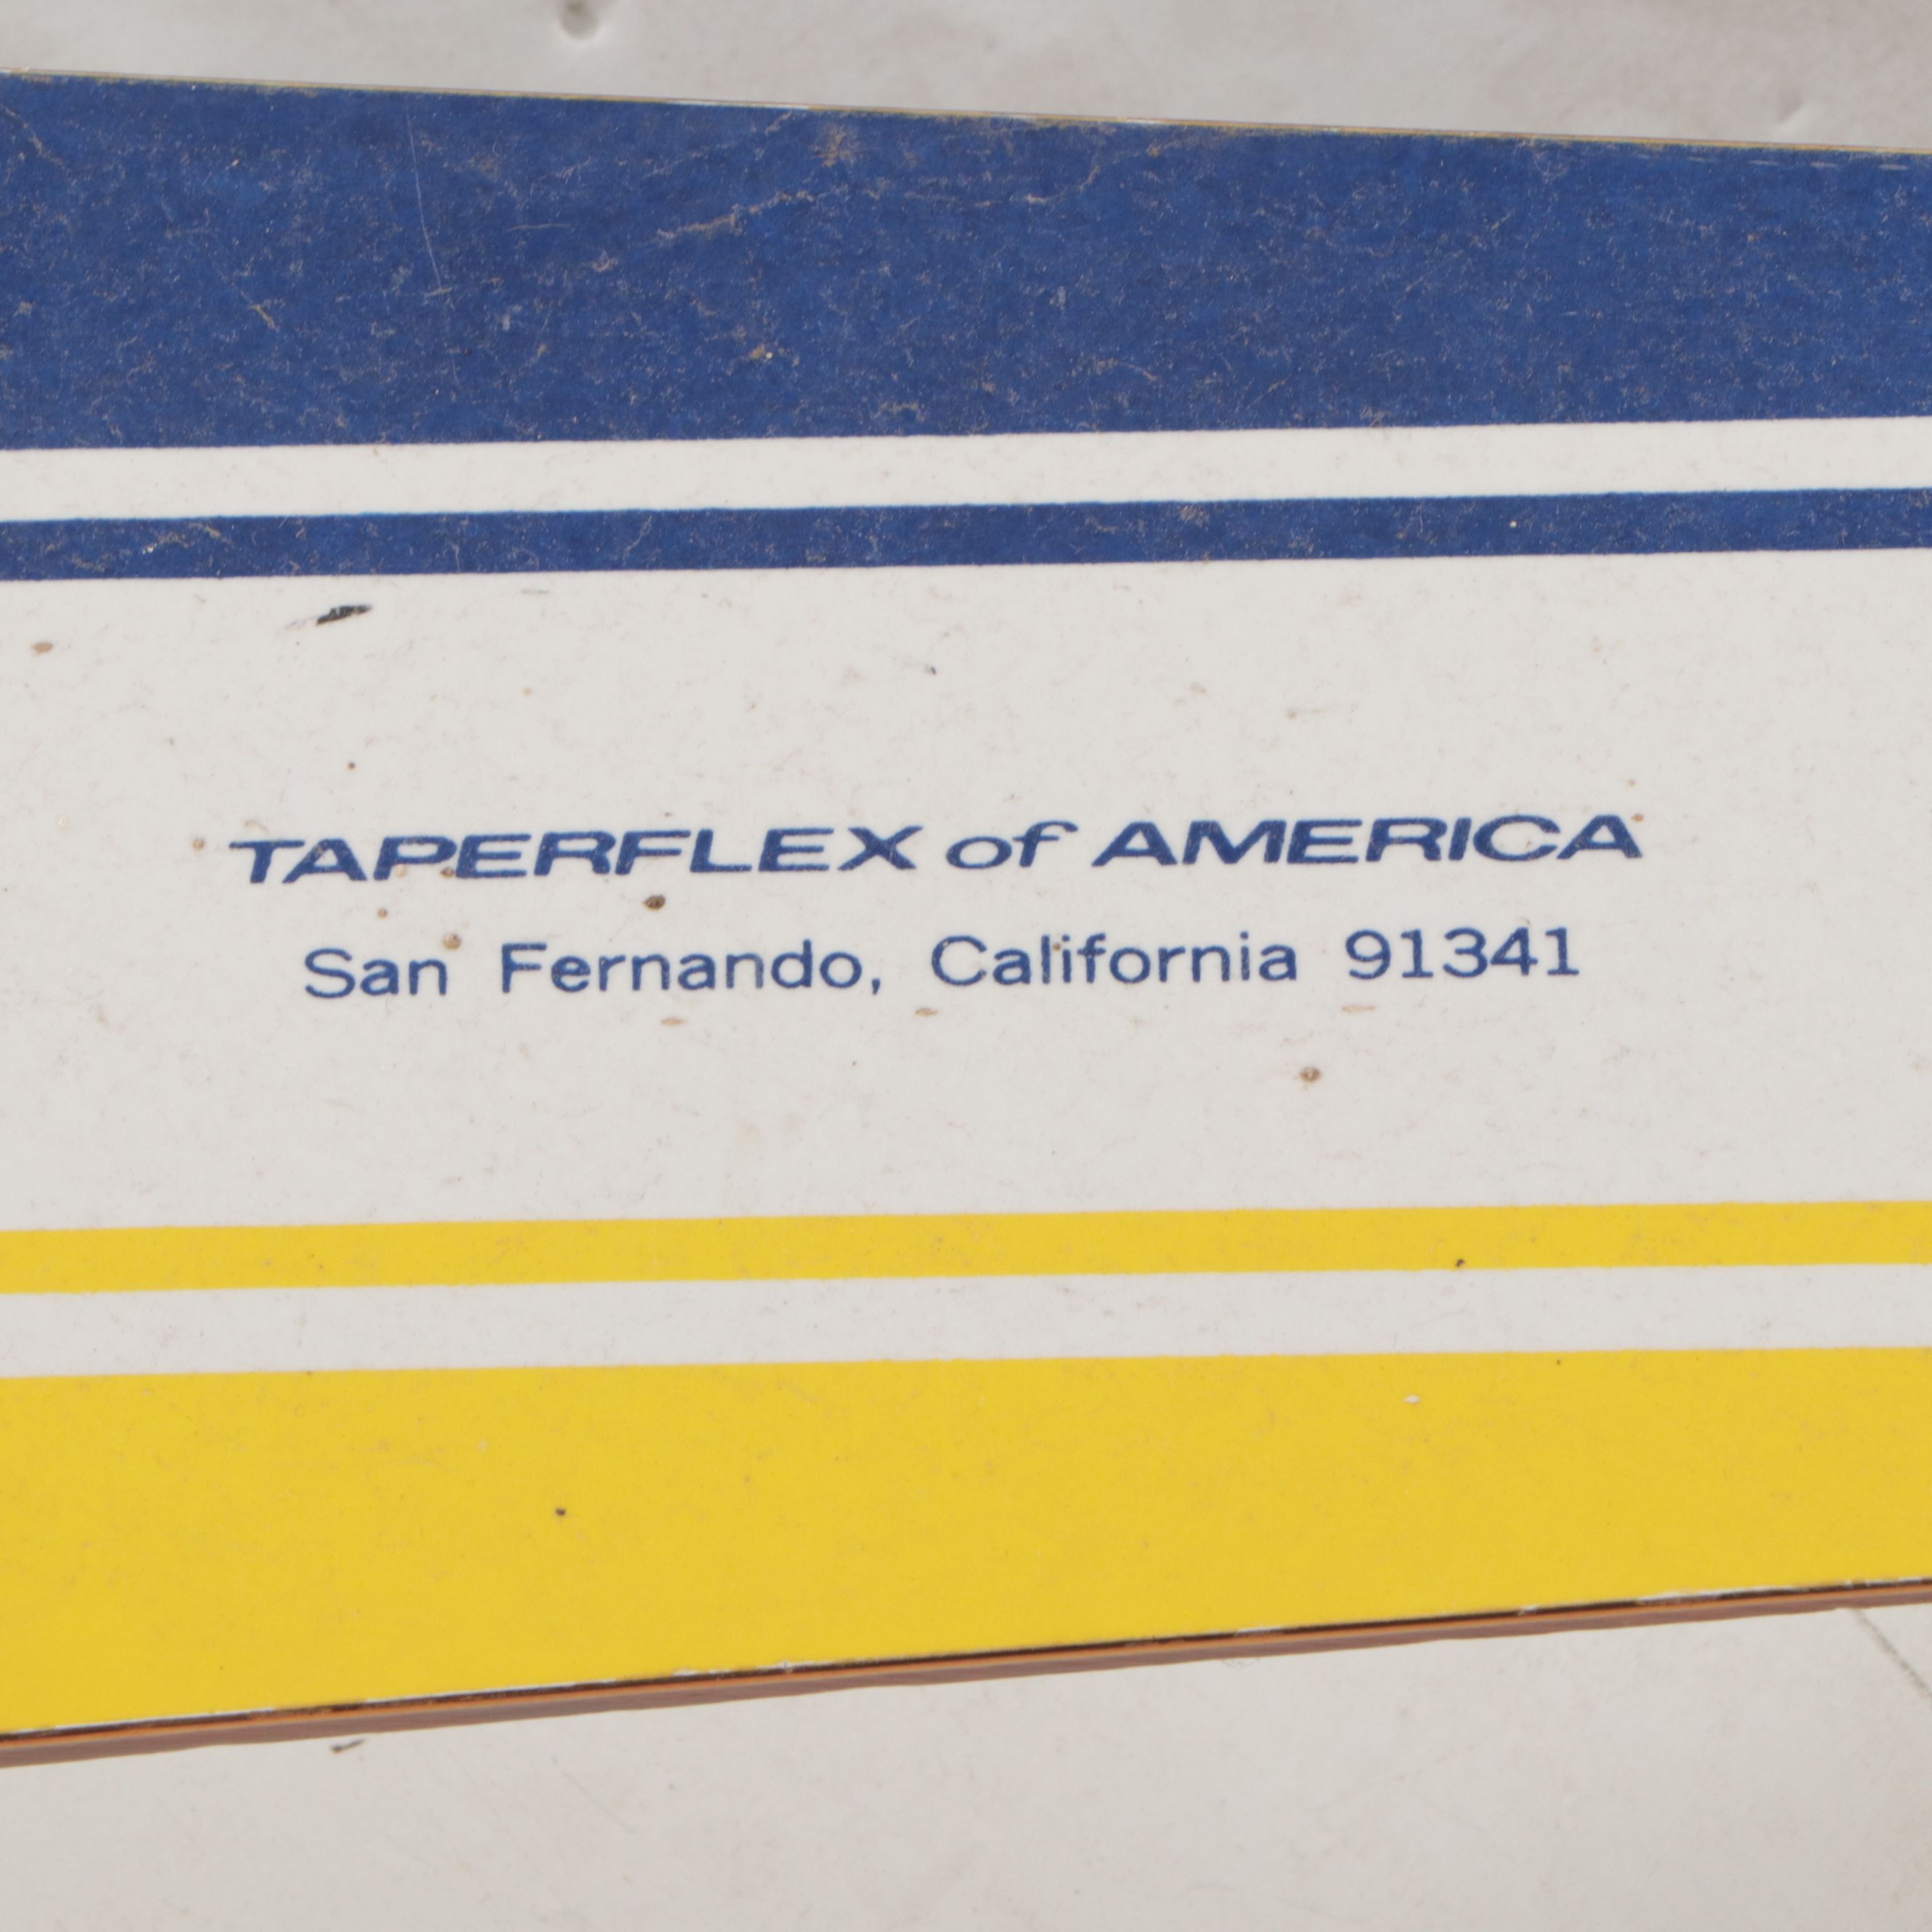 TAPERFLEX of AMERICA
San Fernando, California 91341